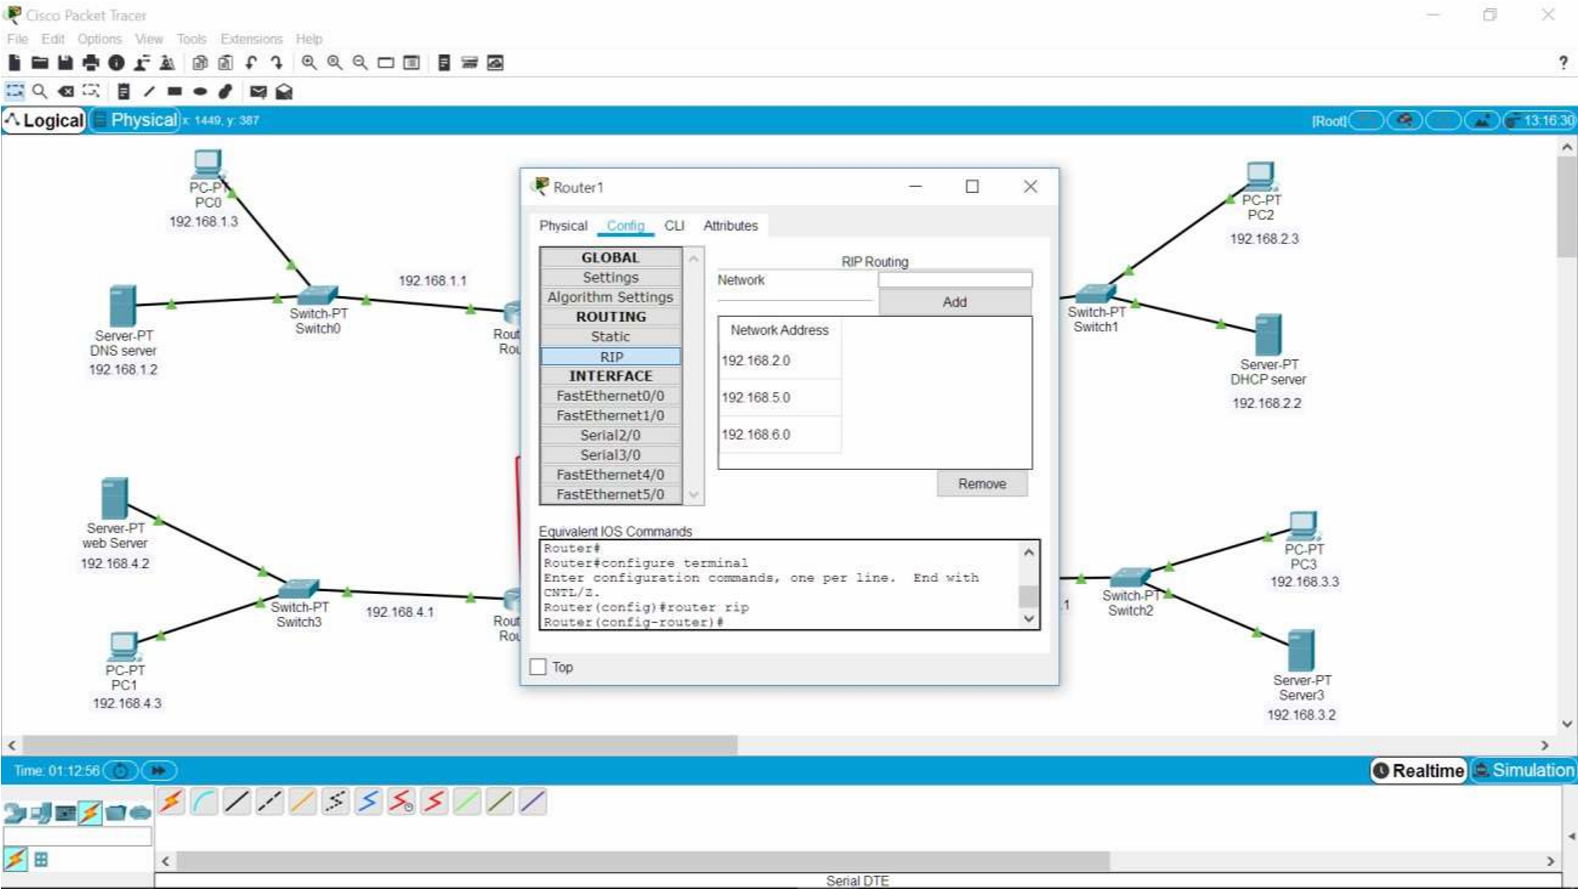 Cisco Packet Tracer
File Edit Options View Tools Extensions Help
?
Logical Physical x: 1449, y: 387
[Root] 13:16:30
PC-PT
PC0
192.168.1.3
Server-PT
DNS server
192.168.1.2
Switch-PT
Switch0
192.168.1.1
Rout
Rou
Server-PT
web Server
192.168.4.2
Switch-PT
Switch3
192.168.4.1
Rout
Rou
PC-PT
PC1
192.168.4.3
Router1
Physical Config CLI Attributes
GLOBAL
Settings
Algorithm Settings
ROUTING
Static
RIP
INTERFACE
FastEthernet0/0
FastEthernet1/0
Serial2/0
Serial3/0
FastEthernet4/0
FastEthernet5/0
RIP Routing
Network
Add
Network Address
192.168.2.0
192.168.5.0
192.168.6.0
Remove
Equivalent IOS Commands
Router#
Router#configure terminal
Enter configuration commands, one per line. End with
CNTL/Z.
Router(config)#router rip
Router(config-router)#
Top
PC-PT
PC2
192.168.2.3
Switch-PT
Switch1
Server-PT
DHCP server
192.168.2.2
PC-PT
PC3
192.168.3.3
1
Switch-PT
Switch2
Server-PT
Server3
192.168.3.2
Time: 01:12:56
Realtime Simulation
Serial DTE